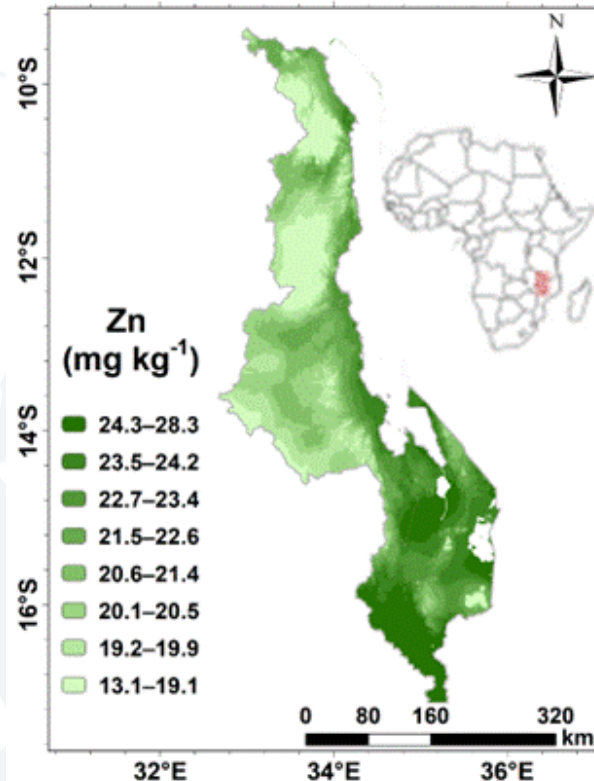 N
10°S
12°S
14°S
16°S
Zn
(mg kg⁻¹)
24.3–28.3
23.5–24.2
22.7–23.4
21.5–22.6
20.6–21.4
20.1–20.5
19.2–19.9
13.1–19.1
0 80 160 320
km
32°E 34°E 36°E